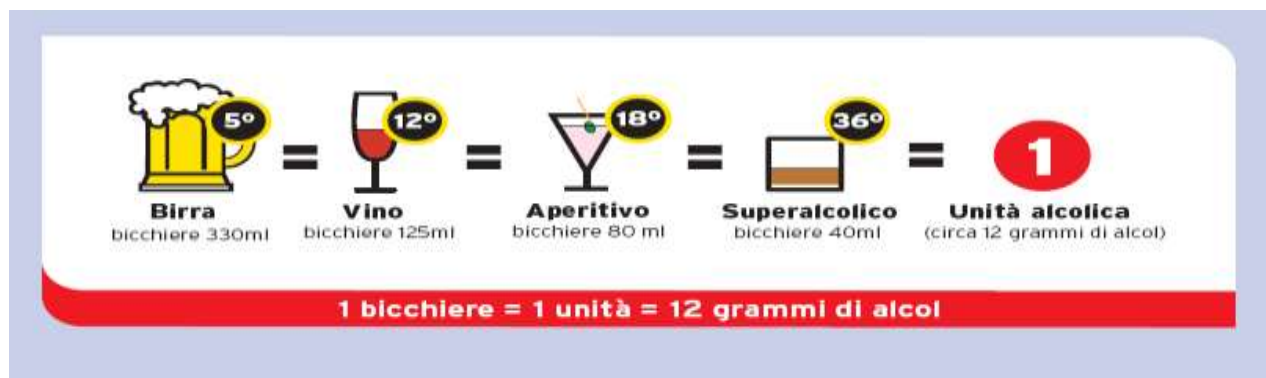 5º
12º
18º
36º
= = = = 1
Birra
bicchiere 330ml
Vino
bicchiere 125ml
Aperitivo
bicchiere 80 ml
Superalcolico
bicchiere 40ml
Unità alcolica
(circa 12 grammi di alcol)
1 bicchiere = 1 unità = 12 grammi di alcol